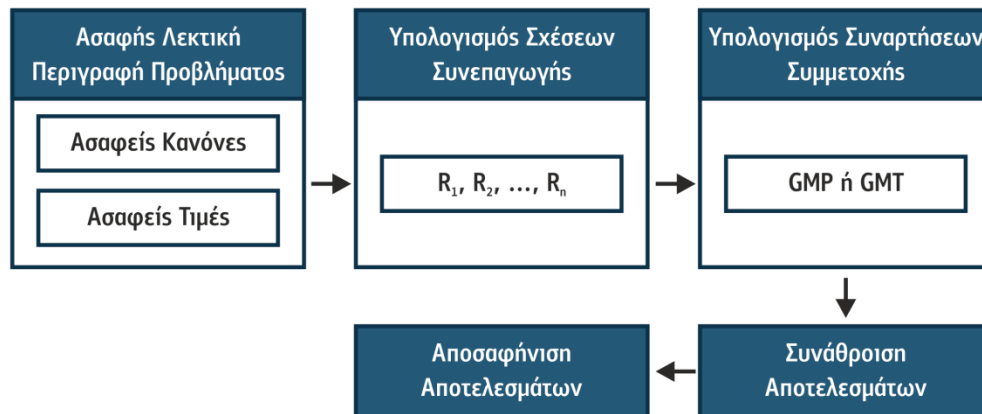 Ασαφής Λεκτική
Περιγραφή Προβλήματος
Ασαφείς Κανόνες
Ασαφείς Τιμές
Υπολογισμός Σχέσεων
Συνεπαγωγής
R₁, R₂, ..., Rₙ
Υπολογισμός Συναρτήσεων
Συμμετοχής
GMP ή GMT
Συνάθροιση
Αποτελεσμάτων
Αποσαφήνιση
Αποτελεσμάτων